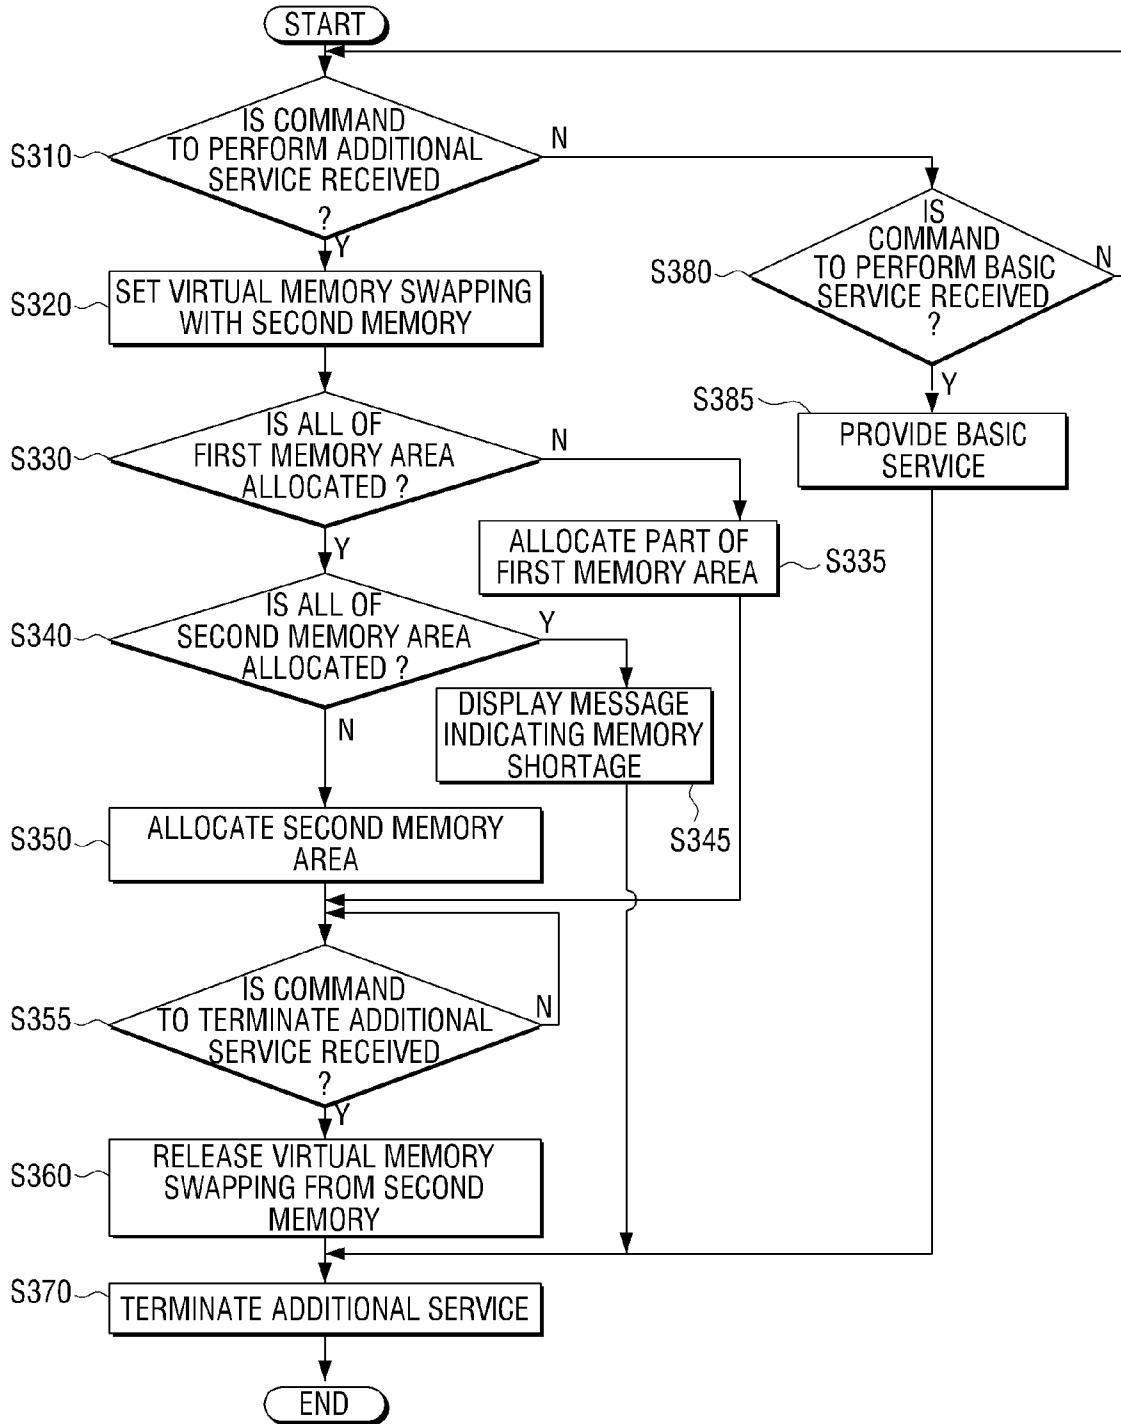 START
IS COMMAND
TO PERFORM ADDITIONAL
SERVICE RECEIVED
?
S310
N
Y
IS
COMMAND
TO PERFORM BASIC
SERVICE RECEIVED
?
S380
N
Y
SET VIRTUAL MEMORY SWAPPING
WITH SECOND MEMORY
S320
S385
PROVIDE BASIC
SERVICE
IS ALL OF
FIRST MEMORY AREA
ALLOCATED ?
S330
N
Y
ALLOCATE PART OF
FIRST MEMORY AREA
S335
IS ALL OF
SECOND MEMORY AREA
ALLOCATED ?
S340
Y
N
DISPLAY MESSAGE
INDICATING MEMORY
SHORTAGE
S345
ALLOCATE SECOND MEMORY
AREA
S350
IS COMMAND
TO TERMINATE ADDITIONAL
SERVICE RECEIVED
?
S355
N
Y
RELEASE VIRTUAL MEMORY
SWAPPING FROM SECOND
MEMORY
S360
S370
TERMINATE ADDITIONAL SERVICE
END